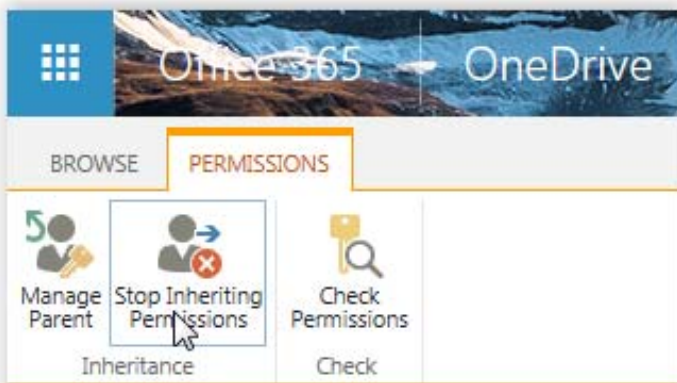 Office 365 OneDrive
BROWSE PERMISSIONS
Manage Parent
Stop Inheriting Permissions
Check Permissions
Inheritance Check